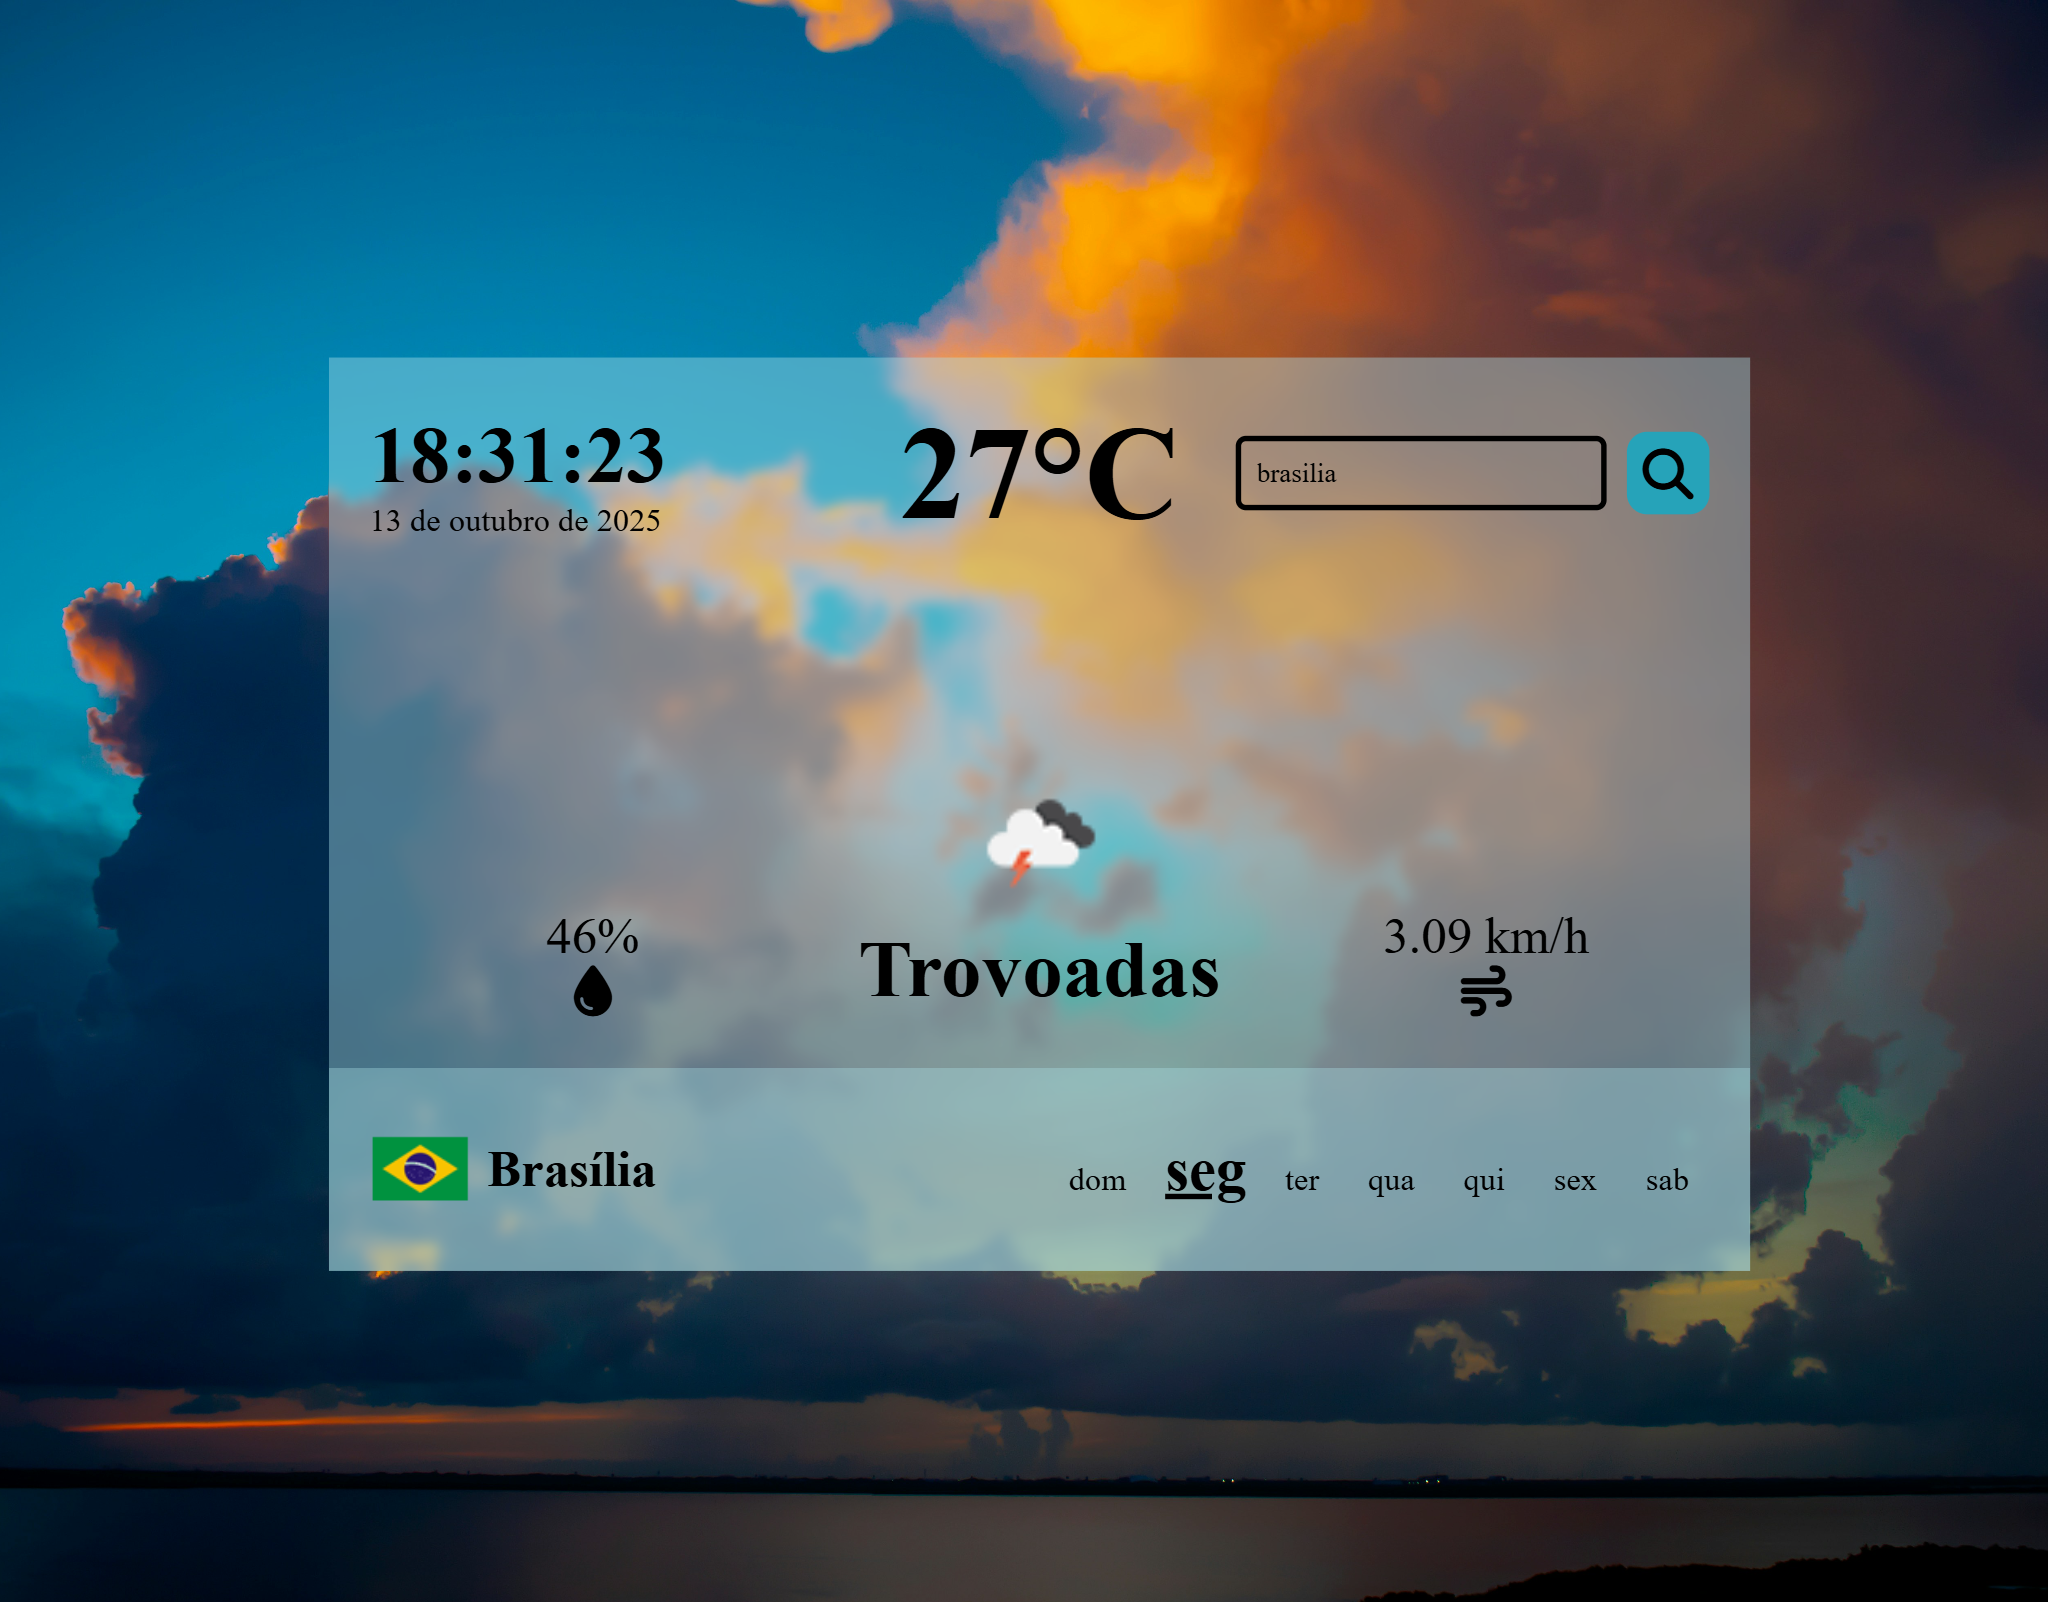 18:31:23
13 de outubro de 2025
27°C
brasilia
46%
Trovoadas
3.09 km/h
Brasília
dom seg ter qua qui sex sab